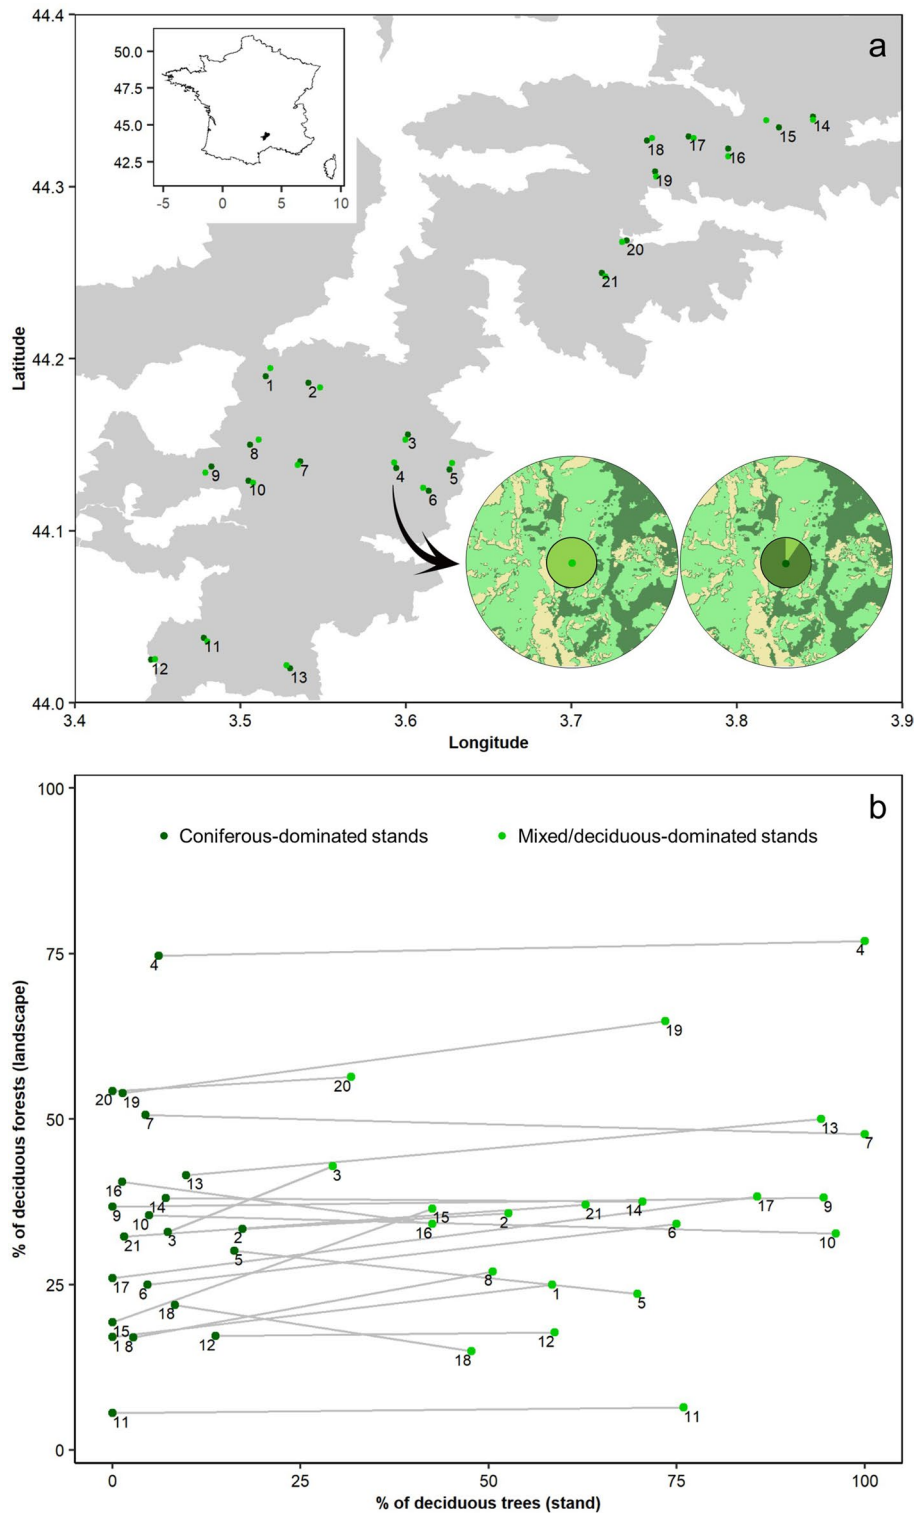 44.4
a
50.0
47.5
45.0
42.5
-5 0 5 10
15 14
18 17 16
44.3
19
20
21
Latitude
44.2
1 2
3
8
7 4 5
9
10 6
44.1
11
12 13
44.0
3.4 3.5 3.6 3.7 3.8 3.9
Longitude
100
b
Coniferous-dominated stands Mixed/deciduous-dominated stands
75
4 4
19
20 19 20
50
7 13 7
16 13 3
9 14 15 2 21 14 17 9
10 16 6 10
21 3 2
5
% of deciduous forests (landscape)
25
17 6 8 1 5
18
15
1 8 12 12
18
11 11
0
0 25 50 75 100
% of deciduous trees (stand)